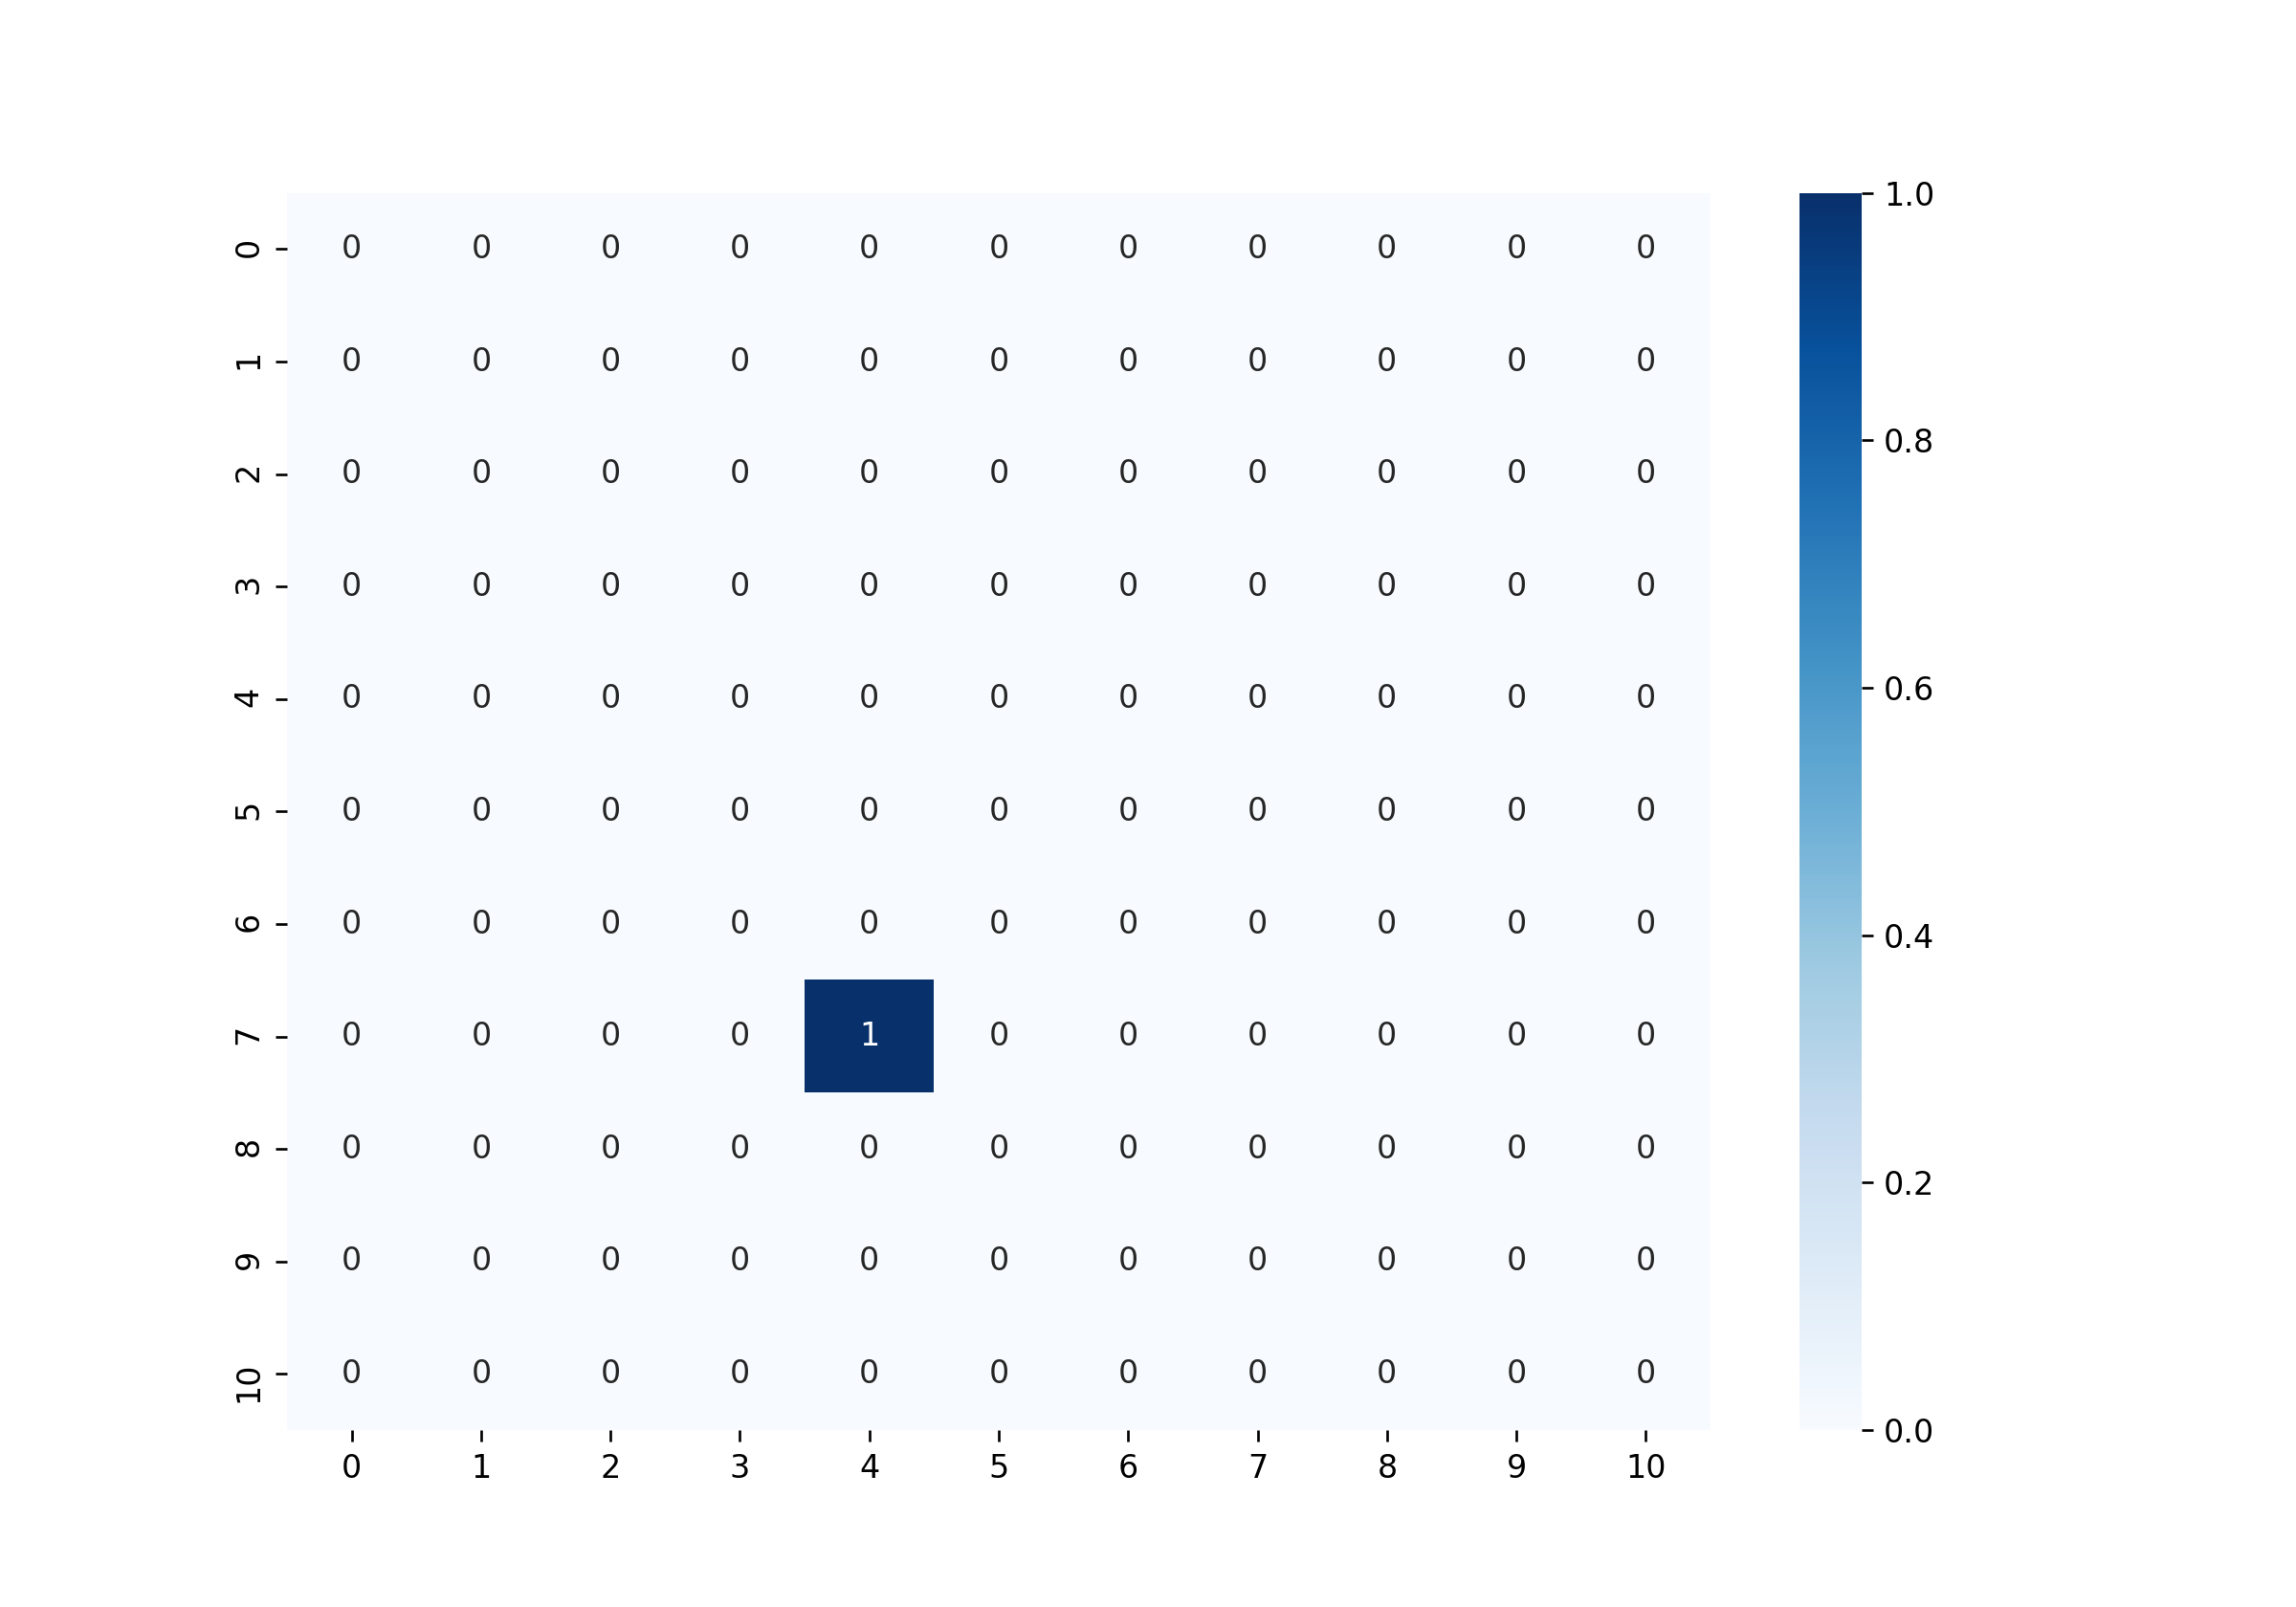 0 0 0 0 0 0 0 0 0 0 0 0
1 0 0 0 0 0 0 0 0 0 0 0
2 0 0 0 0 0 0 0 0 0 0 0
3 0 0 0 0 0 0 0 0 0 0 0
4 0 0 0 0 0 0 0 0 0 0 0
5 0 0 0 0 0 0 0 0 0 0 0
6 0 0 0 0 0 0 0 0 0 0 0
7 0 0 0 0 1 0 0 0 0 0 0
8 0 0 0 0 0 0 0 0 0 0 0
9 0 0 0 0 0 0 0 0 0 0 0
10 0 0 0 0 0 0 0 0 0 0 0
0 1 2 3 4 5 6 7 8 9 10
1.0
0.8
0.6
0.4
0.2
0.0